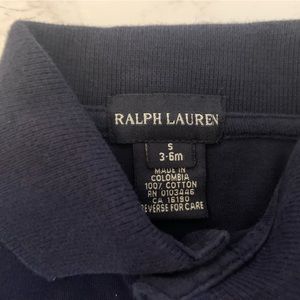 RALPH LAUREN
S
3-6m
MADE IN
COLOMBIA
100% COTTON
RN 0103446
CA 16190
REVERSE FOR CARE